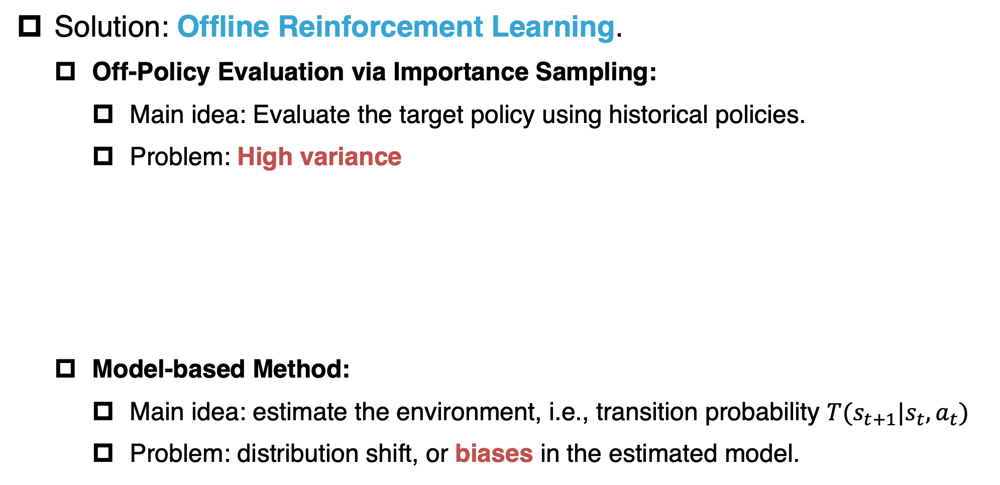 Solution: Offline Reinforcement Learning.
Off-Policy Evaluation via Importance Sampling:
Main idea: Evaluate the target policy using historical policies.
Problem: High variance
Model-based Method:
Main idea: estimate the environment, i.e., transition probability T(s_{t+1}|s_t, a_t)
Problem: distribution shift, or biases in the estimated model.